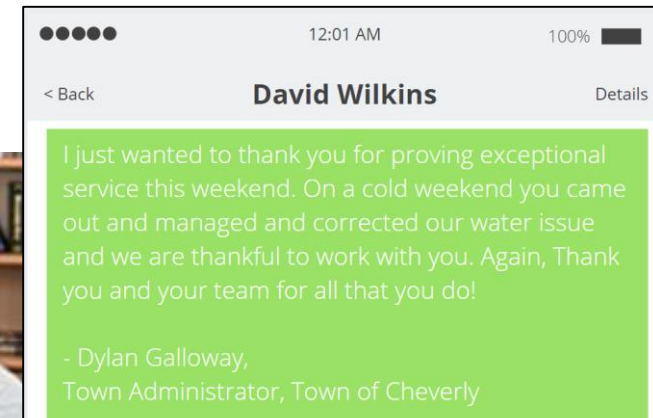 12:01 AM
100%
< Back
David Wilkins
Details
I just wanted to thank you for proving exceptional
service this weekend. On a cold weekend you came
out and managed and corrected our water issue
and we are thankful to work with you. Again, Thank
you and your team for all that you do!
- Dylan Galloway,
Town Administrator, Town of Cheverly